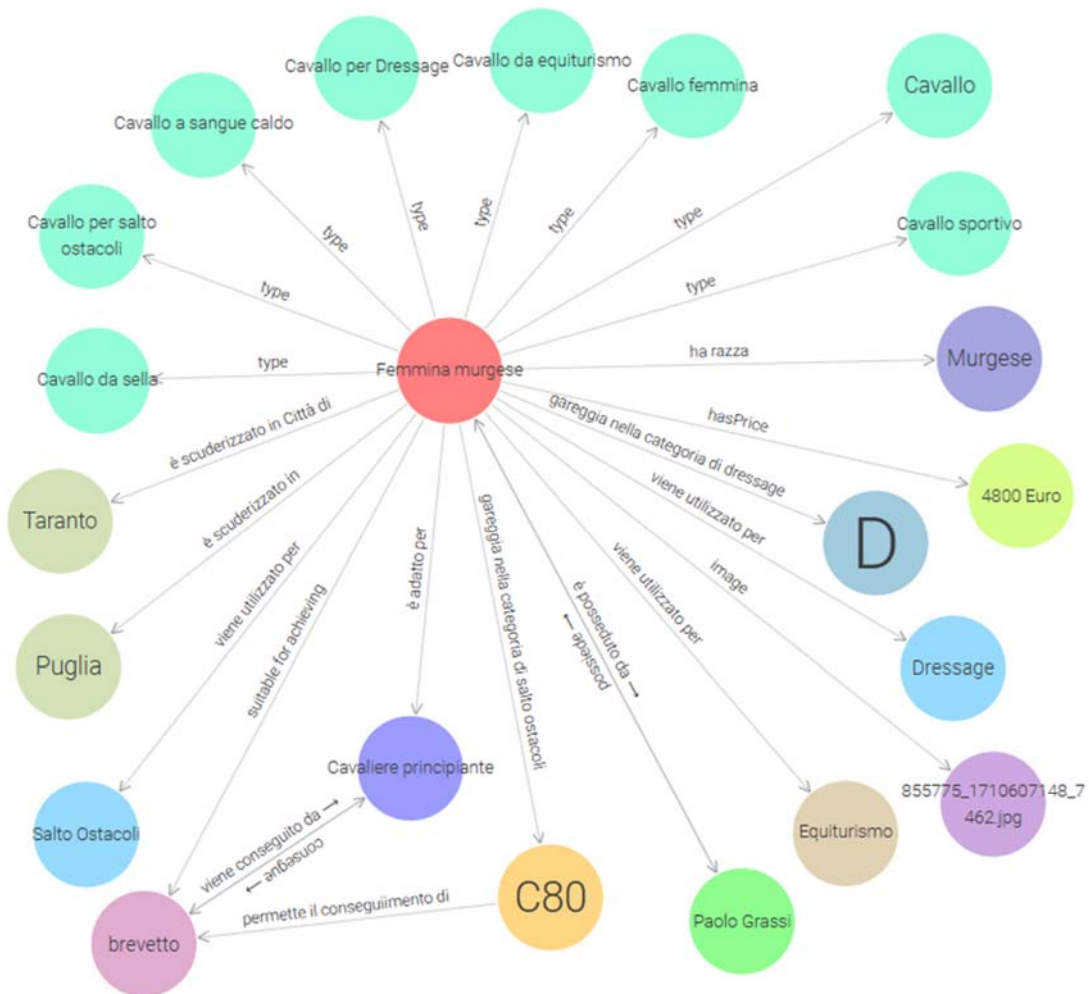 Cavallo per Dressage
Cavallo da equiturismo
Cavallo femmina
Cavallo
Cavallo a sangue caldo
Cavallo per salto
ostacoli
Cavallo sportivo
type
type
type
type
type
type
type
type
Cavallo da sella
Femmina murgese
ha razza
Murgese
hasPrice
4800 Euro
gareggia nella categoria di dressage
D
viene utilizzato per
Dressage
image
855775_1710607148_7
462.jpg
viene utilizzato per
Equiturismo
è posseduto da →
possiede →
Paolo Grassi
gareggia nella categoria di salto ostacoli
C80
è adatto per
Cavaliere principiante
suitable for achieving
brevetto
viene utilizzato per
Salto Ostacoli
è scuderizzato in
Puglia
è scuderizzato in Città di
Taranto
viene conseguito da →
consegue →
permette il conseguiimento di